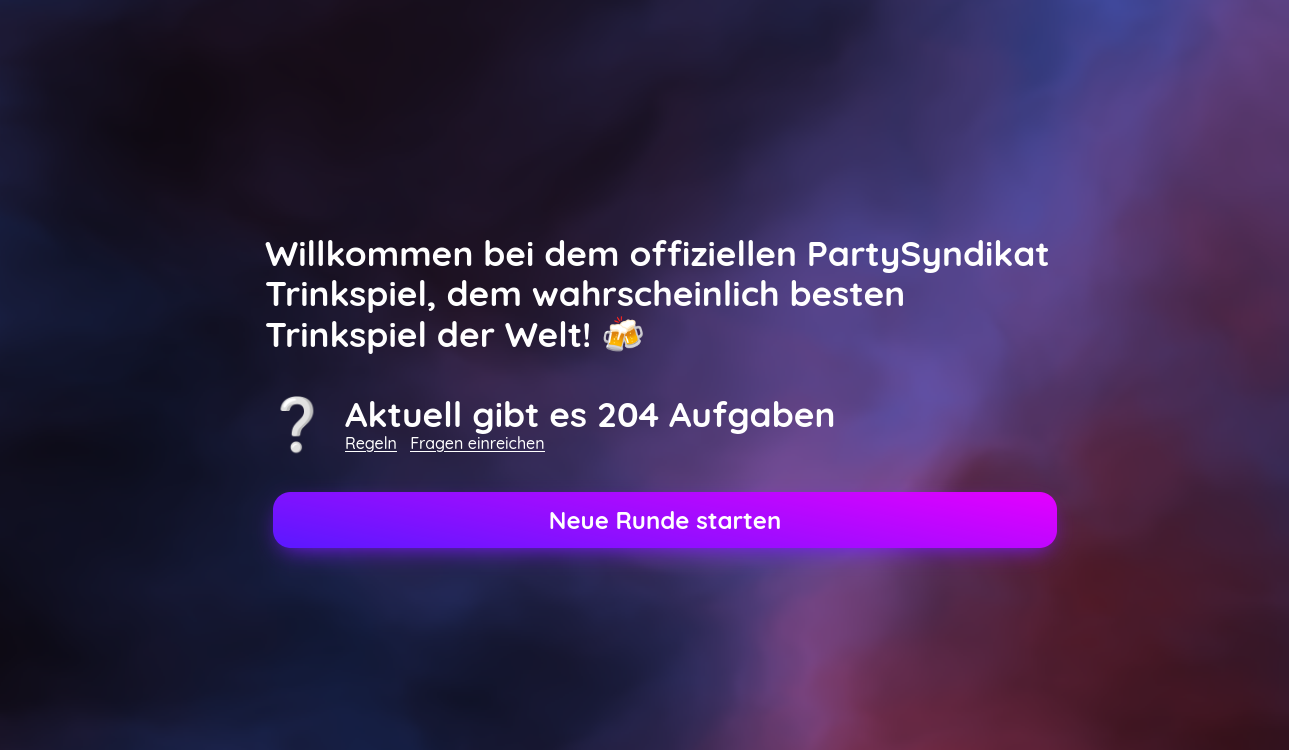 Willkommen bei dem offiziellen PartySyndikat
Trinkspiel, dem wahrscheinlich besten
Trinkspiel der Welt! 🍻
❔ Aktuell gibt es 204 Aufgaben
Regeln Fragen einreichen
Neue Runde starten